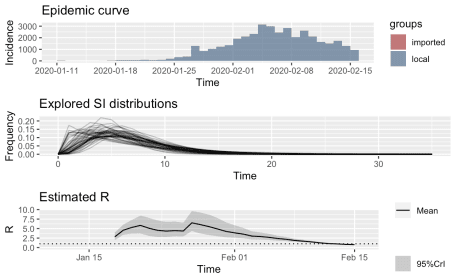 Epidemic curve
groups
imported
local
Incidence
3000
2000
1000
0
2020-01-11 2020-01-18 2020-01-25 2020-02-01 2020-02-08 2020-02-15
Time
Explored SI distributions
Frequency
0.20
0.15
0.10
0.05
0.00
0 10 20 30
Time
Estimated R
R
10.0
7.5
5.0
2.5
0.0
Jan 15 Feb 01 Feb 15
Time
Mean
95%CrI